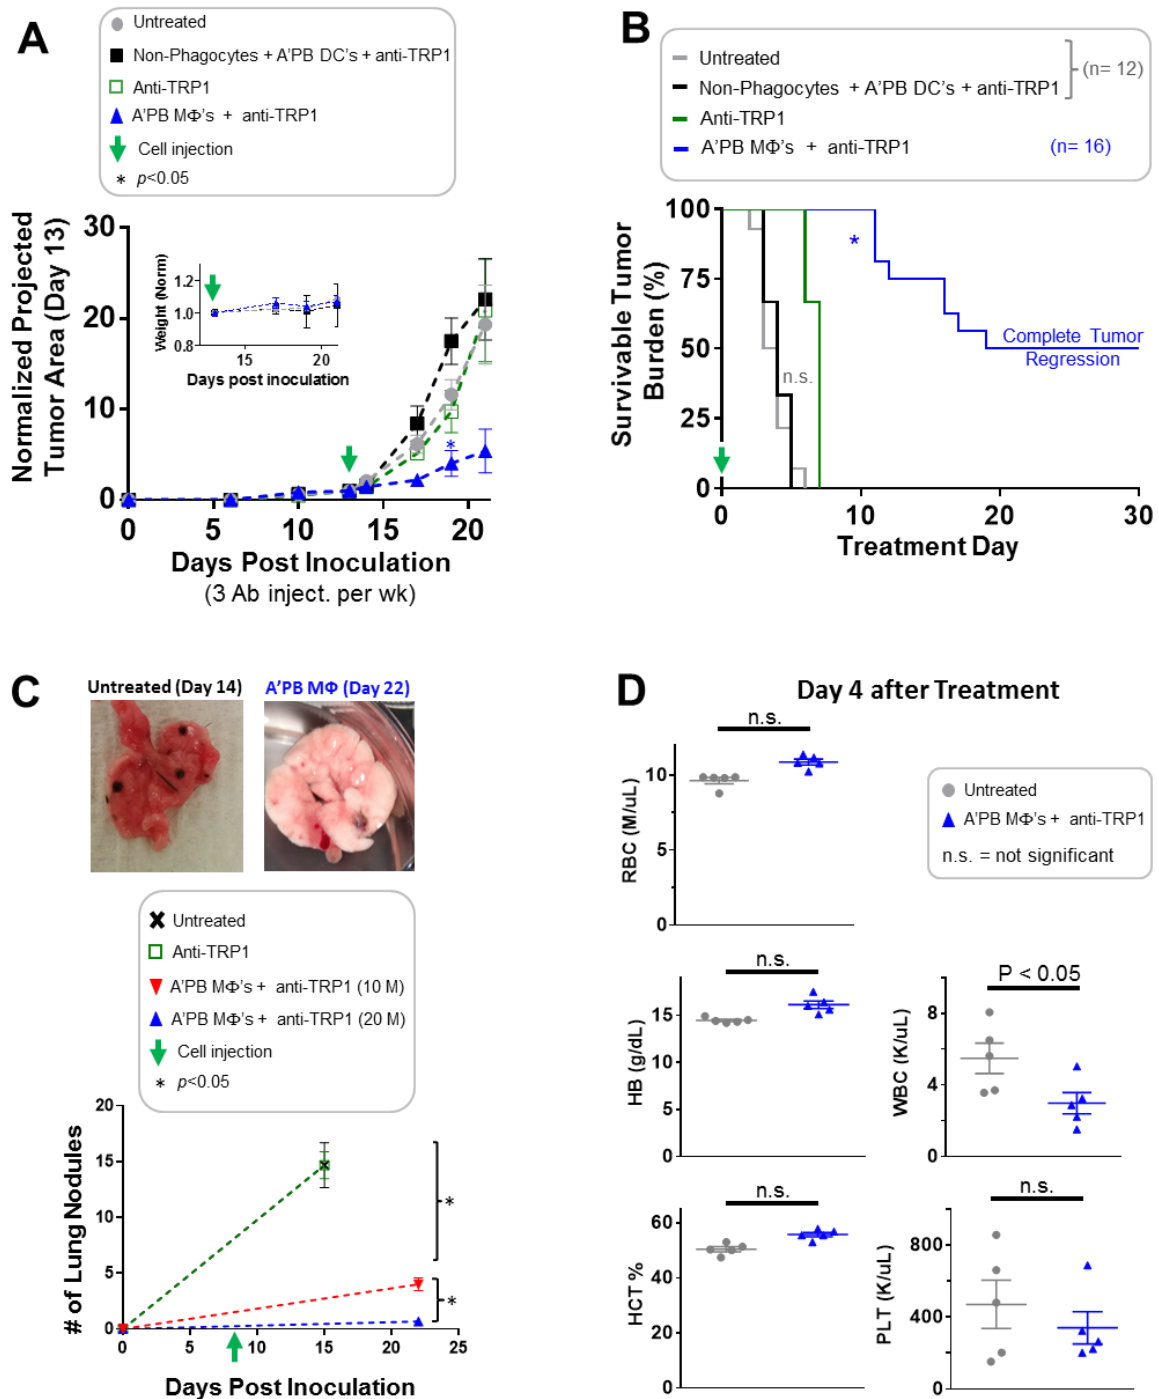 A
Untreated
Non-Phagocytes + A'PB DC's + anti-TRP1
Anti-TRP1
A'PB MΦ's + anti-TRP1
Cell injection
* p<0.05
Normalized Projected
Tumor Area (Day 13)
30
20
10
0
0 5 10 15 20
*
Weight (Norm)
1.2
1.0
0.8
15 20
Days post inoculation
Days Post Inoculation
(3 Ab inject. per wk)
B
Untreated
Non-Phagocytes + A'PB DC's + anti-TRP1
(n= 12)
Anti-TRP1
A'PB MΦ's + anti-TRP1 (n= 16)
Survivable Tumor
Burden (%)
100
75
50
25
0
*
n.s.
Complete Tumor
Regression
0 10 20 30
Treatment Day
C
Untreated (Day 14) A'PB MΦ (Day 22)
Untreated
Anti-TRP1
A'PB MΦ's + anti-TRP1 (10 M)
A'PB MΦ's + anti-TRP1 (20 M)
Cell injection
* p<0.05
# of Lung Nodules
20
15
10
5
0
*
*
0 5 10 15 20 25
Days Post Inoculation
D
Day 4 after Treatment
n.s.
RBC (M/uL)
10
5
0
Untreated
A'PB MΦ's + anti-TRP1
n.s. = not significant
n.s.
HB (g/dL)
15
10
5
0
P < 0.05
WBC (K/uL)
8
4
0
n.s.
HCT %
60
40
20
0
n.s.
PLT (K/uL)
800
400
0